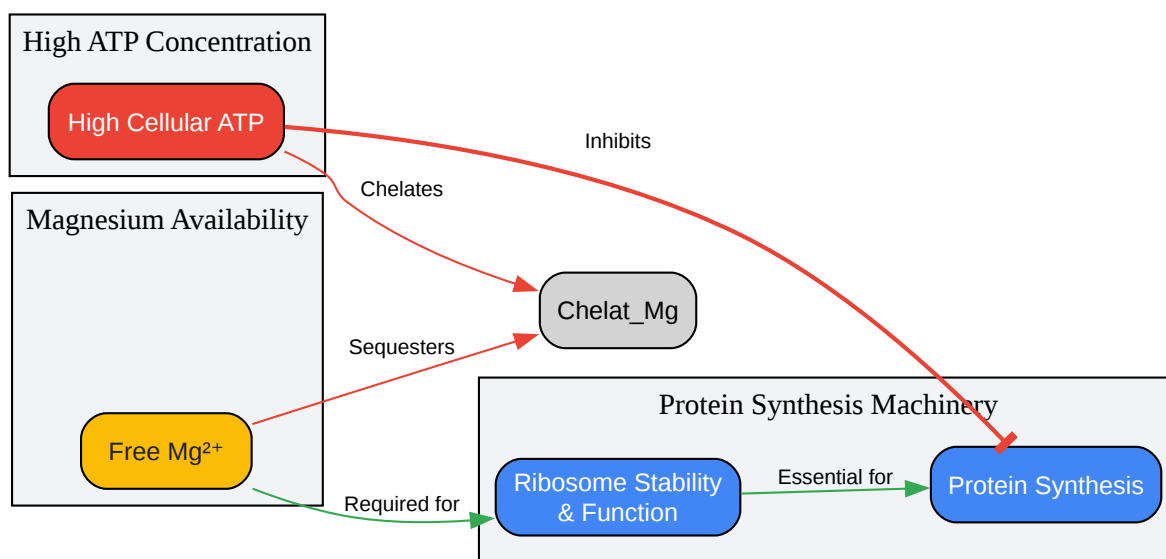 High ATP Concentration
High Cellular ATP
Inhibits
Chelates
Magnesium Availability
Chelat_Mg
Sequesters
Free Mg²⁺
Protein Synthesis Machinery
Required for
Ribosome Stability
& Function
Essential for
Protein Synthesis